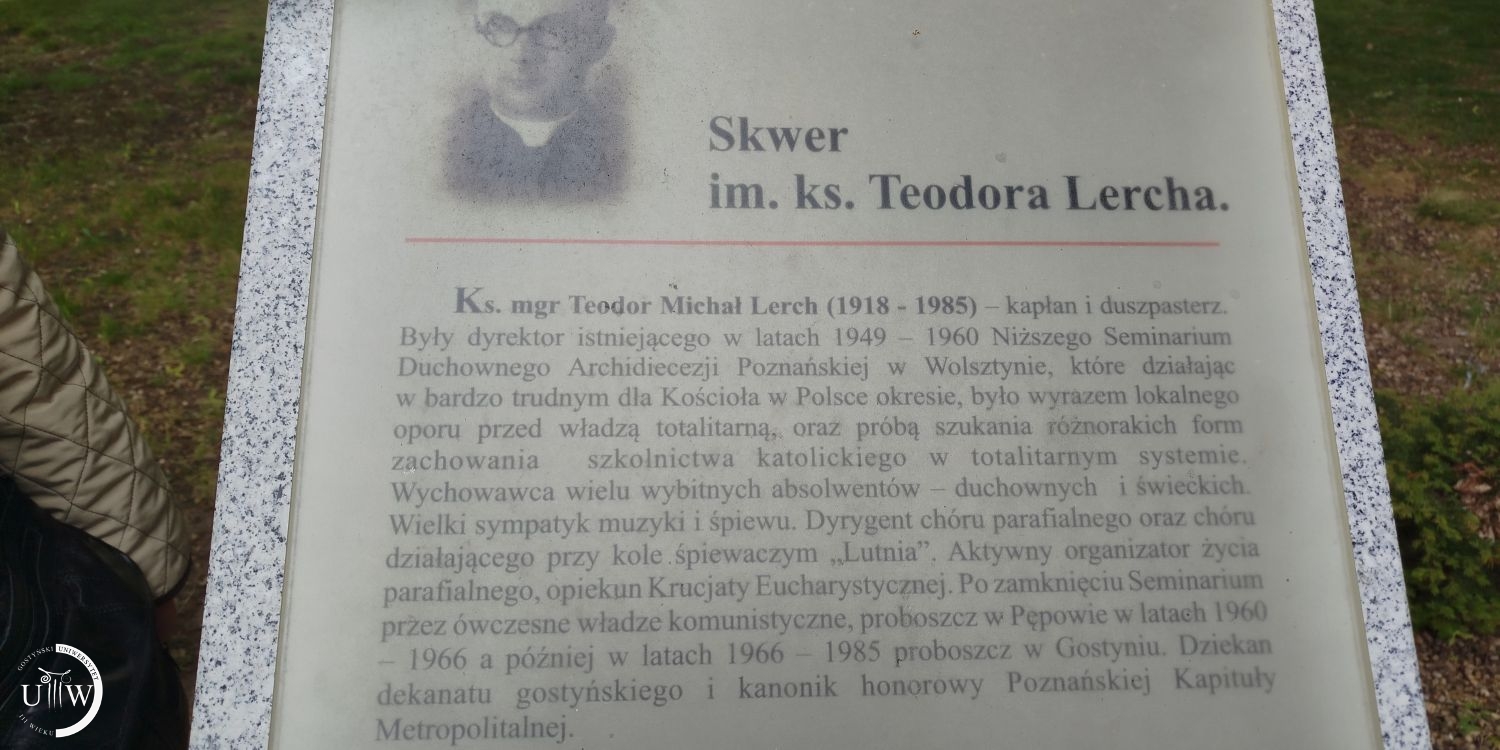 Skwer
im. ks. Teodora Lercha.
Ks. mgr Teodor Michał Lerch (1918 - 1985) – kapłan i duszpasterz.
Były dyrektor istniejącego w latach 1949 – 1960 Niższego Seminarium
Duchownego Archidiecezji Poznańskiej w Wolsztynie, które działając
w bardzo trudnym dla Kościoła w Polsce okresie, było wyrazem lokalnego
oporu przed władzą totalitarną, oraz próbą szukania różnorakich form
zachowania szkolnictwa katolickiego w totalitarnym systemie.
Wychowawca wielu wybitnych absolwentów – duchownych i świeckich.
Wielki sympatyk muzyki i śpiewu. Dyrygent chóru parafialnego oraz chóru
działającego przy kole śpiewaczym „Lutnia”. Aktywny organizator życia
parafialnego, opiekun Krucjaty Eucharystycznej. Po zamknięciu Seminarium
przez ówczesne władze komunistyczne, proboszcz w Pępowie w latach 1960
– 1966 a później w latach 1966 – 1985 proboszcz w Gostyniu. Dziekan
dekanatu gostyńskiego i kanonik honorowy Poznańskiej Kapituły
Metropolitalnej.
GOSTYŃSKI UNIWERSYTET
UTW
III WIEKU